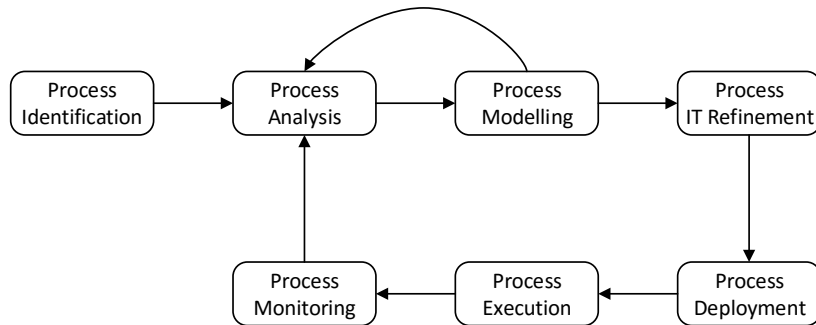 Process
Identification
Process
Analysis
Process
Modelling
Process
IT Refinement
Process
Monitoring
Process
Execution
Process
Deployment